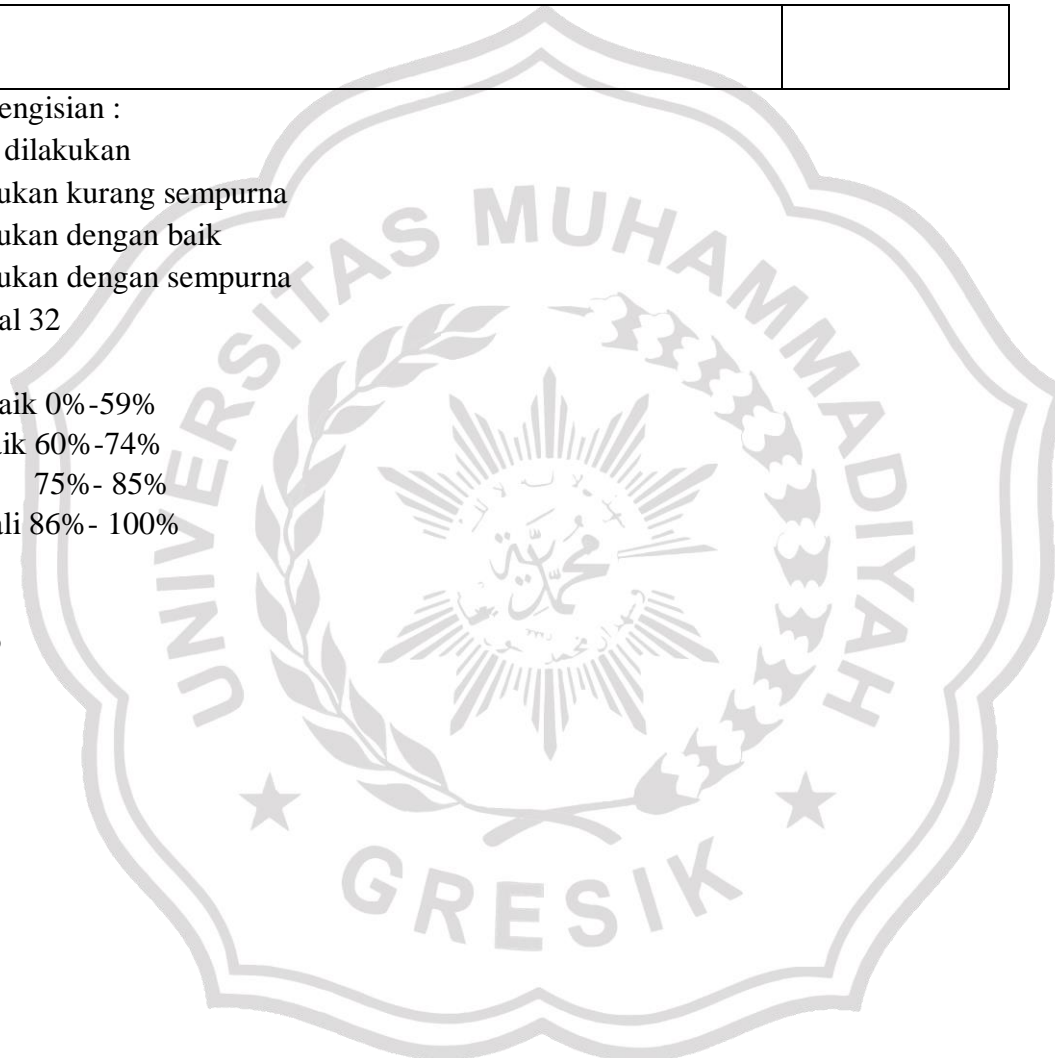 engisian :
dilakukan
ukan kurang sempurna
ukan dengan baik
ukan dengan sempurna
al 32
aik 0%-59%
aik 60%-74%
75%- 85%
ali 86%- 100%
UNIVERSITAS MUHAMMADIYAH
GRESIK